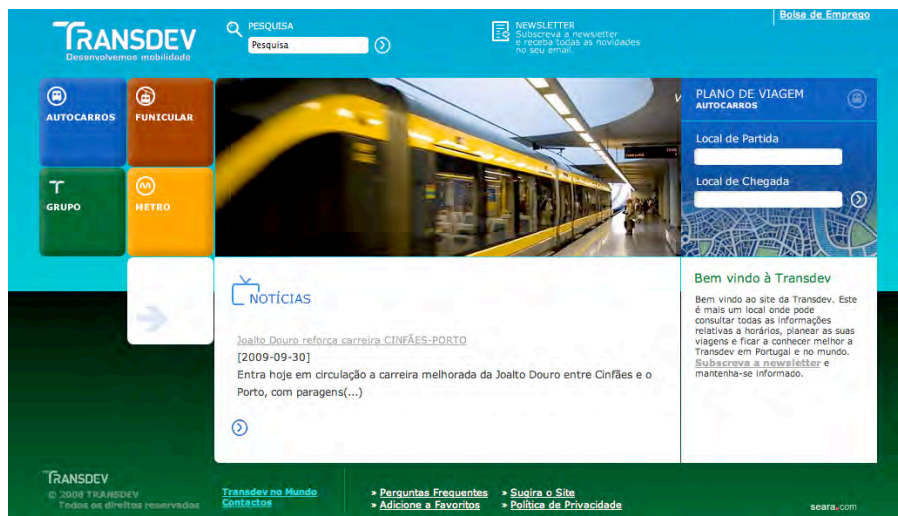 Bolsa de Emprego
TRANSDEV
Desenvolvemos mobilidade
PESQUISA
Pesquisa
NEWSLETTER
Subscreva a newsletter
e receba todas as novidades
no seu email.
AUTOCARROS
FUNICULAR
GRUPO
METRO
PLANO DE VIAGEM
AUTOCARROS
Local de Partida
Local de Chegada
NOTÍCIAS
Joalto Douro reforça carreira CINFÃES-PORTO
[2009-09-30]
Entra hoje em circulação a carreira melhorada da Joalto Douro entre Cinfães e o
Porto, com paragens(...)
Bem vindo à Transdev
Bem vindo ao site da Transdev. Este
é mais um local onde pode
consultar todas as informações
relativas a horários, planear as suas
viagens e ficar a conhecer melhor a
Transdev em Portugal e no mundo.
Subscreva a newsletter e
mantenha-se informado.
TRANSDEV
© 2008 TRANSDEV
Todos os direitos reservados
Transdev no Mundo
Contactos
» Perguntas Frequentes
» Adicione a Favoritos
» Sugira o Site
» Política de Privacidade
seara.com